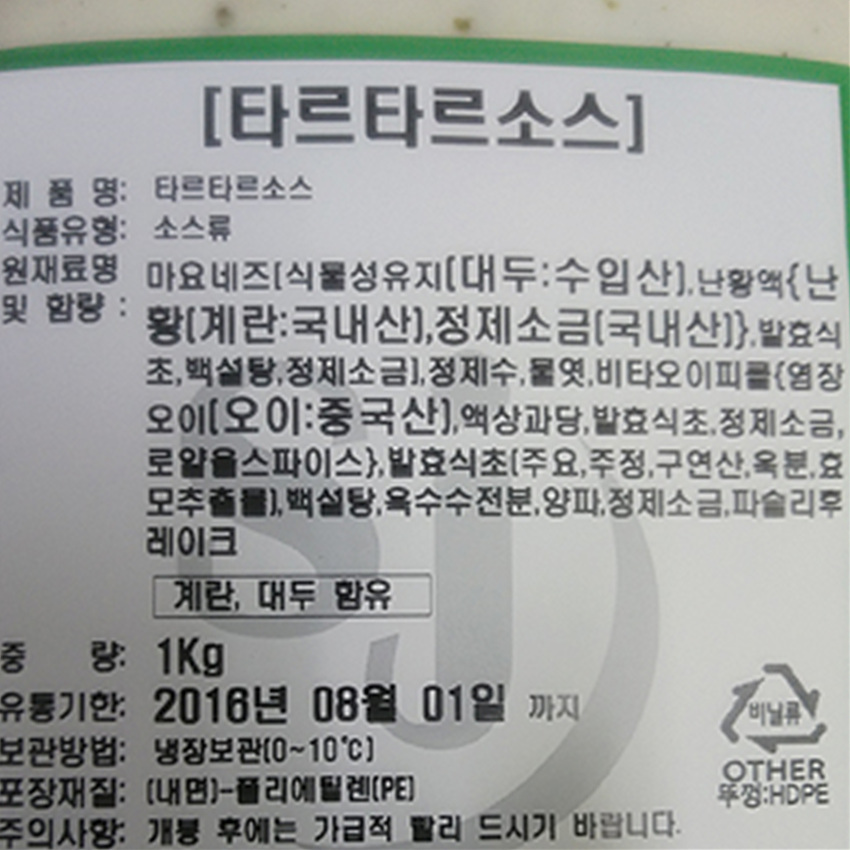 [타르타르소스]
제 품 명: 타르타르소스
식품유형: 소스류
원재료명 마요네즈[식물성유지[대두:수입산],난황액{난
및 함량 : 황[계란:국내산],정제소금[국내산]},발효식
초,백설탕,정제소금],정제수,물엿,비타오이피클{염장
오이[오이:중국산],액상과당,발효식초,정제소금,
로얄올스파이스},발효식초[주요,주정,구연산,옥분,효
모추출물],백설탕,옥수수전분,양파,정제소금,파슬리후
레이크
계란, 대두 함유
중 량: 1Kg
유통기한: 2016년 08월 01일 까지
보관방법: 냉장보관[0~10℃]
포장재질: [내면]-폴리에틸렌[PE]
주의사항: 개봉 후에는 가급적 빨리 드시기 바랍니다.
비닐류
OTHER
뚜껑:HDPE